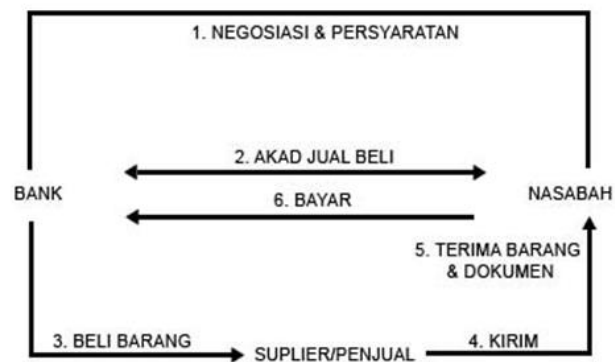 1. NEGOSIASI & PERSYARATAN
2. AKAD JUAL BELI
BANK
6. BAYAR
NASABAH
5. TERIMA BARANG
& DOKUMEN
3. BELI BARANG
SUPLIER/PENJUAL
4. KIRIM